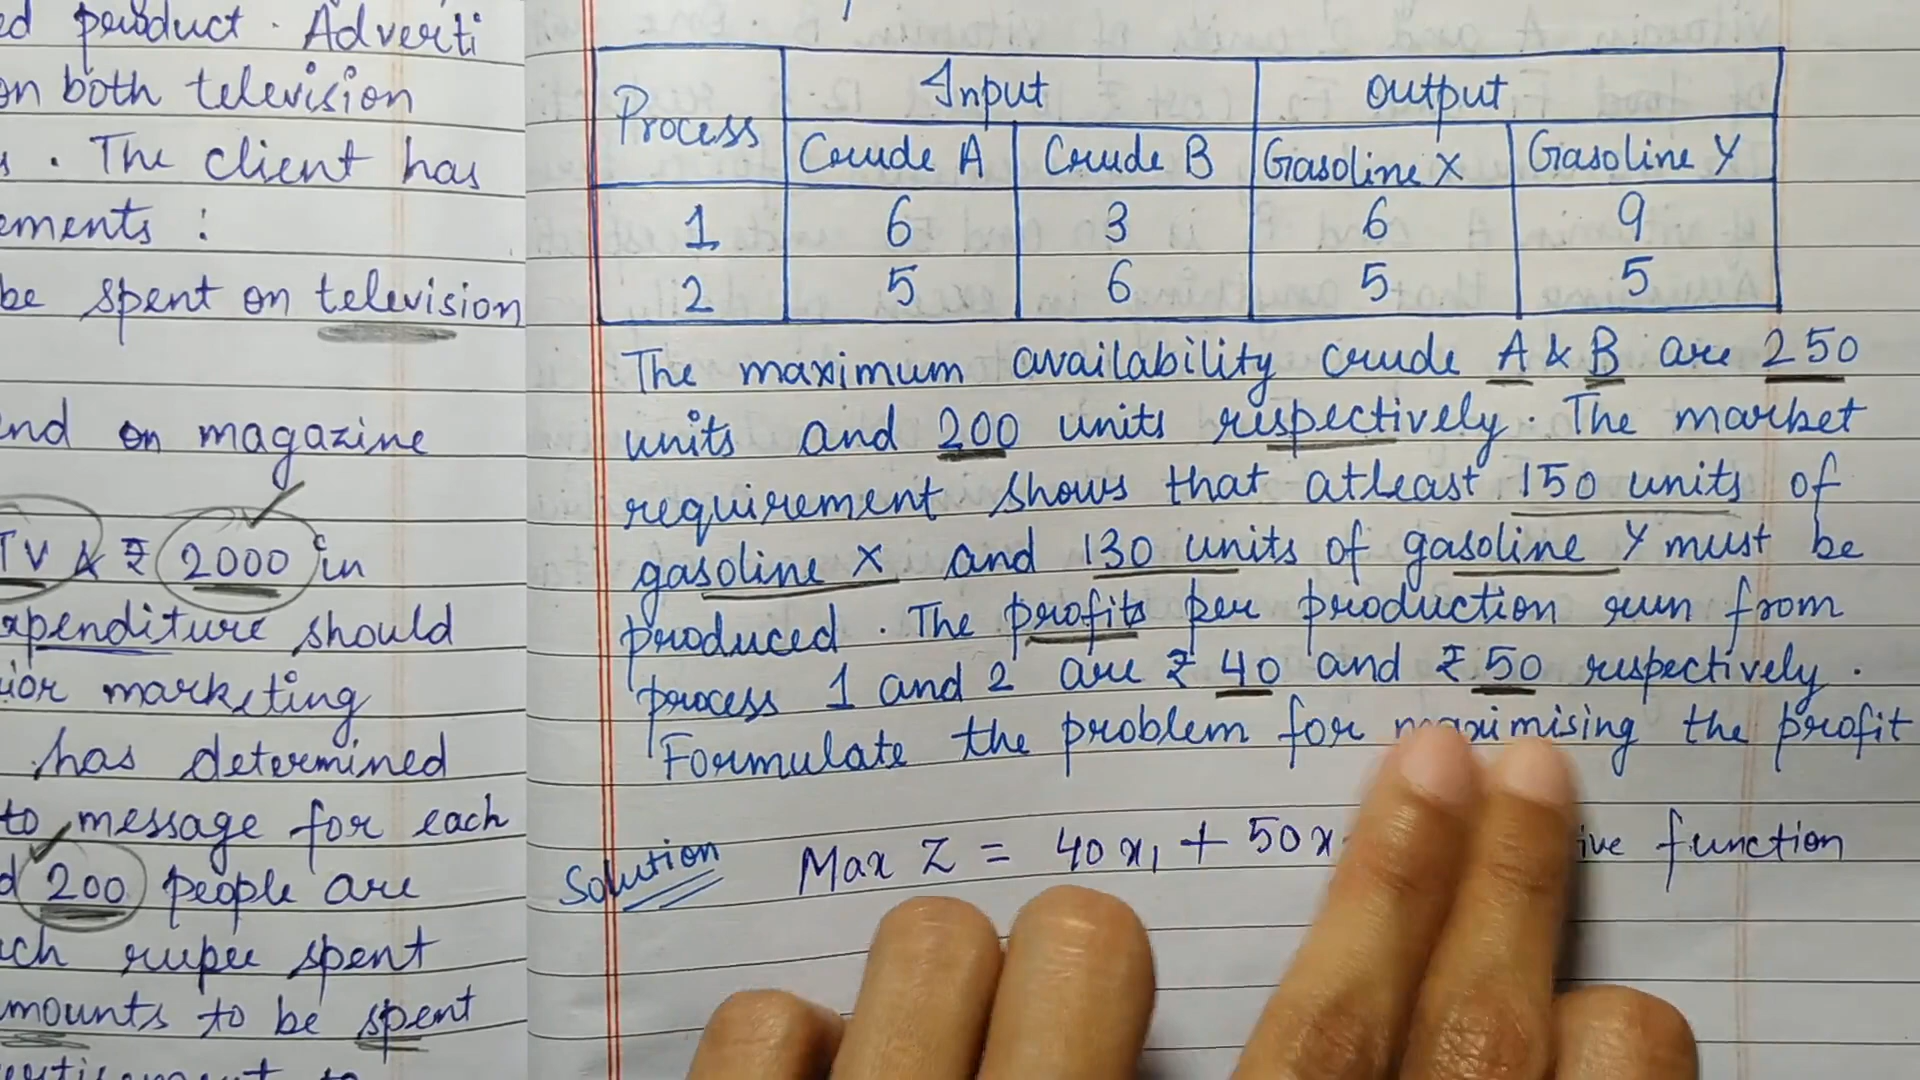 ed product. Adverti
on both television
. The client has
ements :
be spent on television
end on magazine
TV & ₹ 2000 in
xpenditure should
ior marketing
has determined
to message for each
d 200 people are
ch rupee spent
mounts to be spent
Process Input Output
Crude A Crude B Gasoline X Gasoline Y
1 6 3 6 9
2 5 6 5 5
The maximum availability crude A & B are 250
units and 200 units respectively. The market
requirement shows that atleast 150 units of
gasoline X and 130 units of gasoline Y must be
produced. The profits per production run from
process 1 and 2 are ₹ 40 and ₹ 50 respectively.
Formulate the problem for maximising the profit
Solution Max Z = 40x₁ + 50x ive function